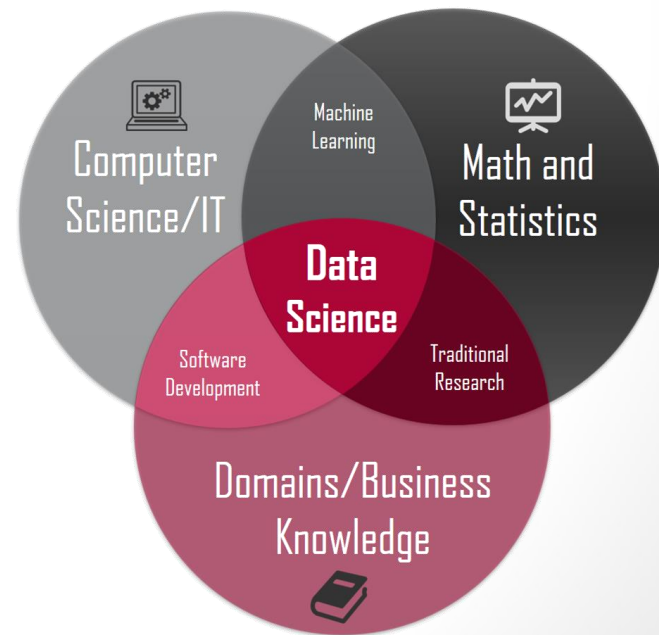 Machine
Learning
Computer
Science/IT
Math and
Statistics
Data
Science
Software
Development
Traditional
Research
Domains/Business
Knowledge